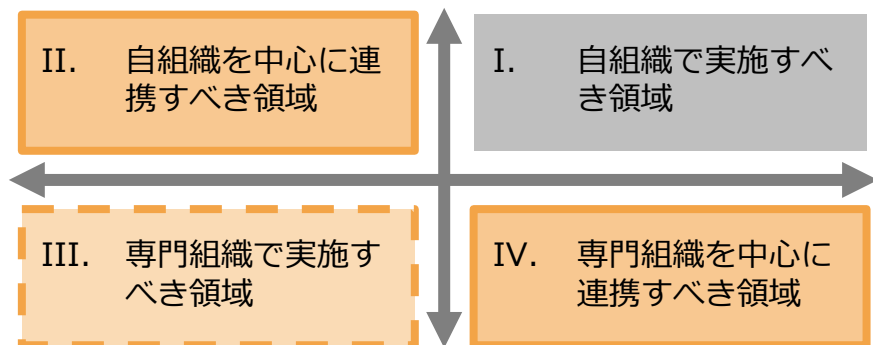 II. 自組織を中心に連
携すべき領域
I. 自組織で実施すべ
き領域
III. 専門組織で実施す
べき領域
IV. 専門組織を中心に
連携すべき領域